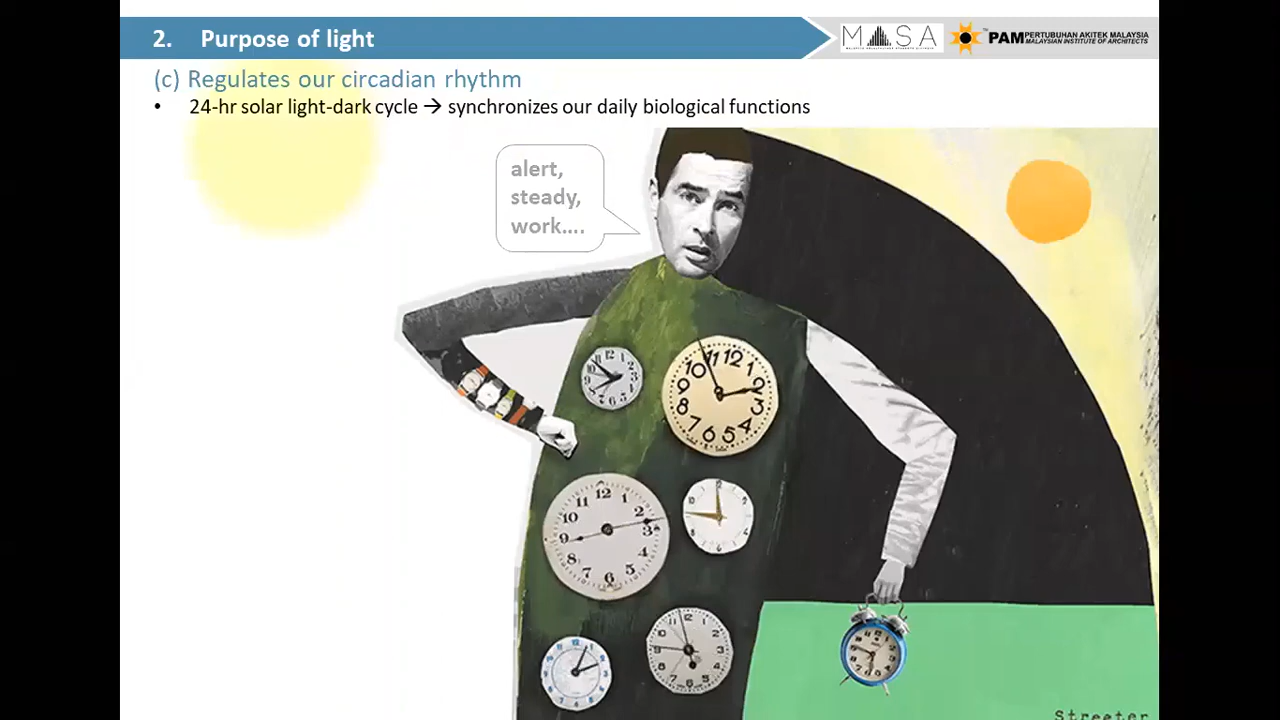 2. Purpose of light
MASA
PAM PERTUBUHAN AKITEK MALAYSIA
MALAYSIAN INSTITUTE OF ARCHITECTS
(c) Regulates our circadian rhythm
• 24-hr solar light-dark cycle → synchronizes our daily biological functions
alert,
steady,
work....
Streeter